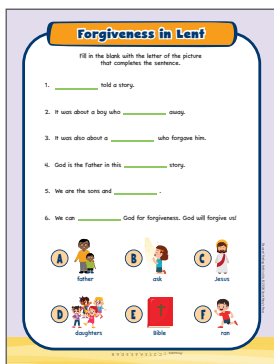 Forgiveness in Lent
Fill in the blank with the letter of the picture
that completes the sentence.
1. __________ told a story.
2. It was about a boy who __________ away.
3. It was also about a __________ who forgave him.
4. God is the Father in this __________ story.
5. We are the sons and __________ .
6. We can __________ God for forgiveness. God will forgive us!
A
B
C
father
ask
Jesus
D
E
F
daughters
Bible
ran